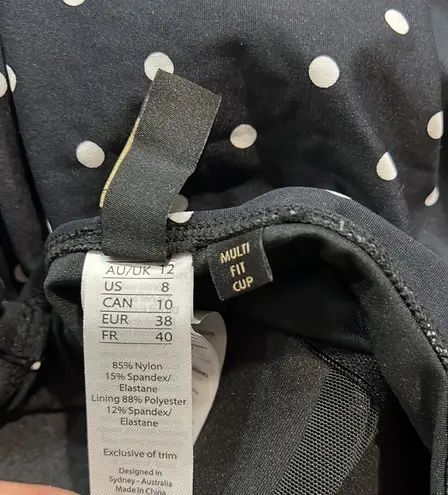 AU/UK 12
US 8
CAN 10
EUR 38
FR 40
85% Nylon
15% Spandex/
Elastane
Lining 88% Polyester
12% Spandex/
Elastane
Exclusive of trim
Designed in
Sydney - Australia
Made in China
MULTI
FIT
CUP